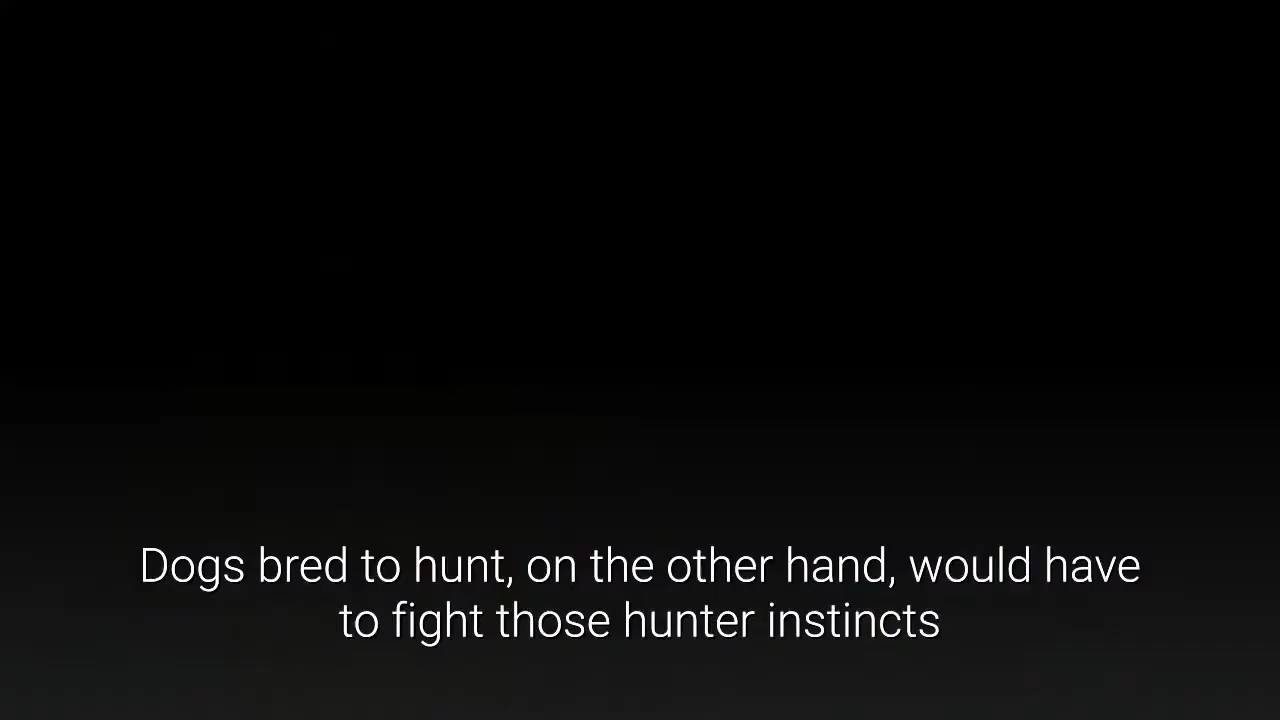 Dogs bred to hunt, on the other hand, would have
to fight those hunter instincts